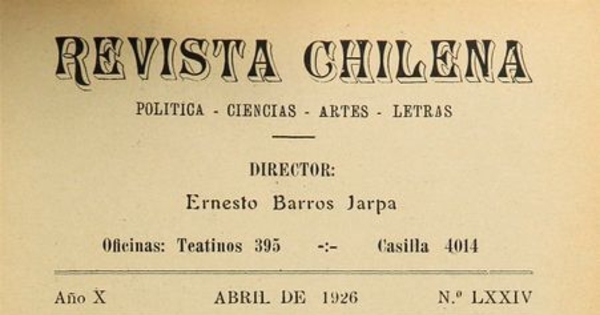 REVISTA CHILENA
POLITICA - CIENCIAS - ARTES - LETRAS
DIRECTOR:
Ernesto Barros Jarpa
Oficinas: Teatinos 395 -:- Casilla 4014
Año X ABRIL DE 1926 N.º LXXIV